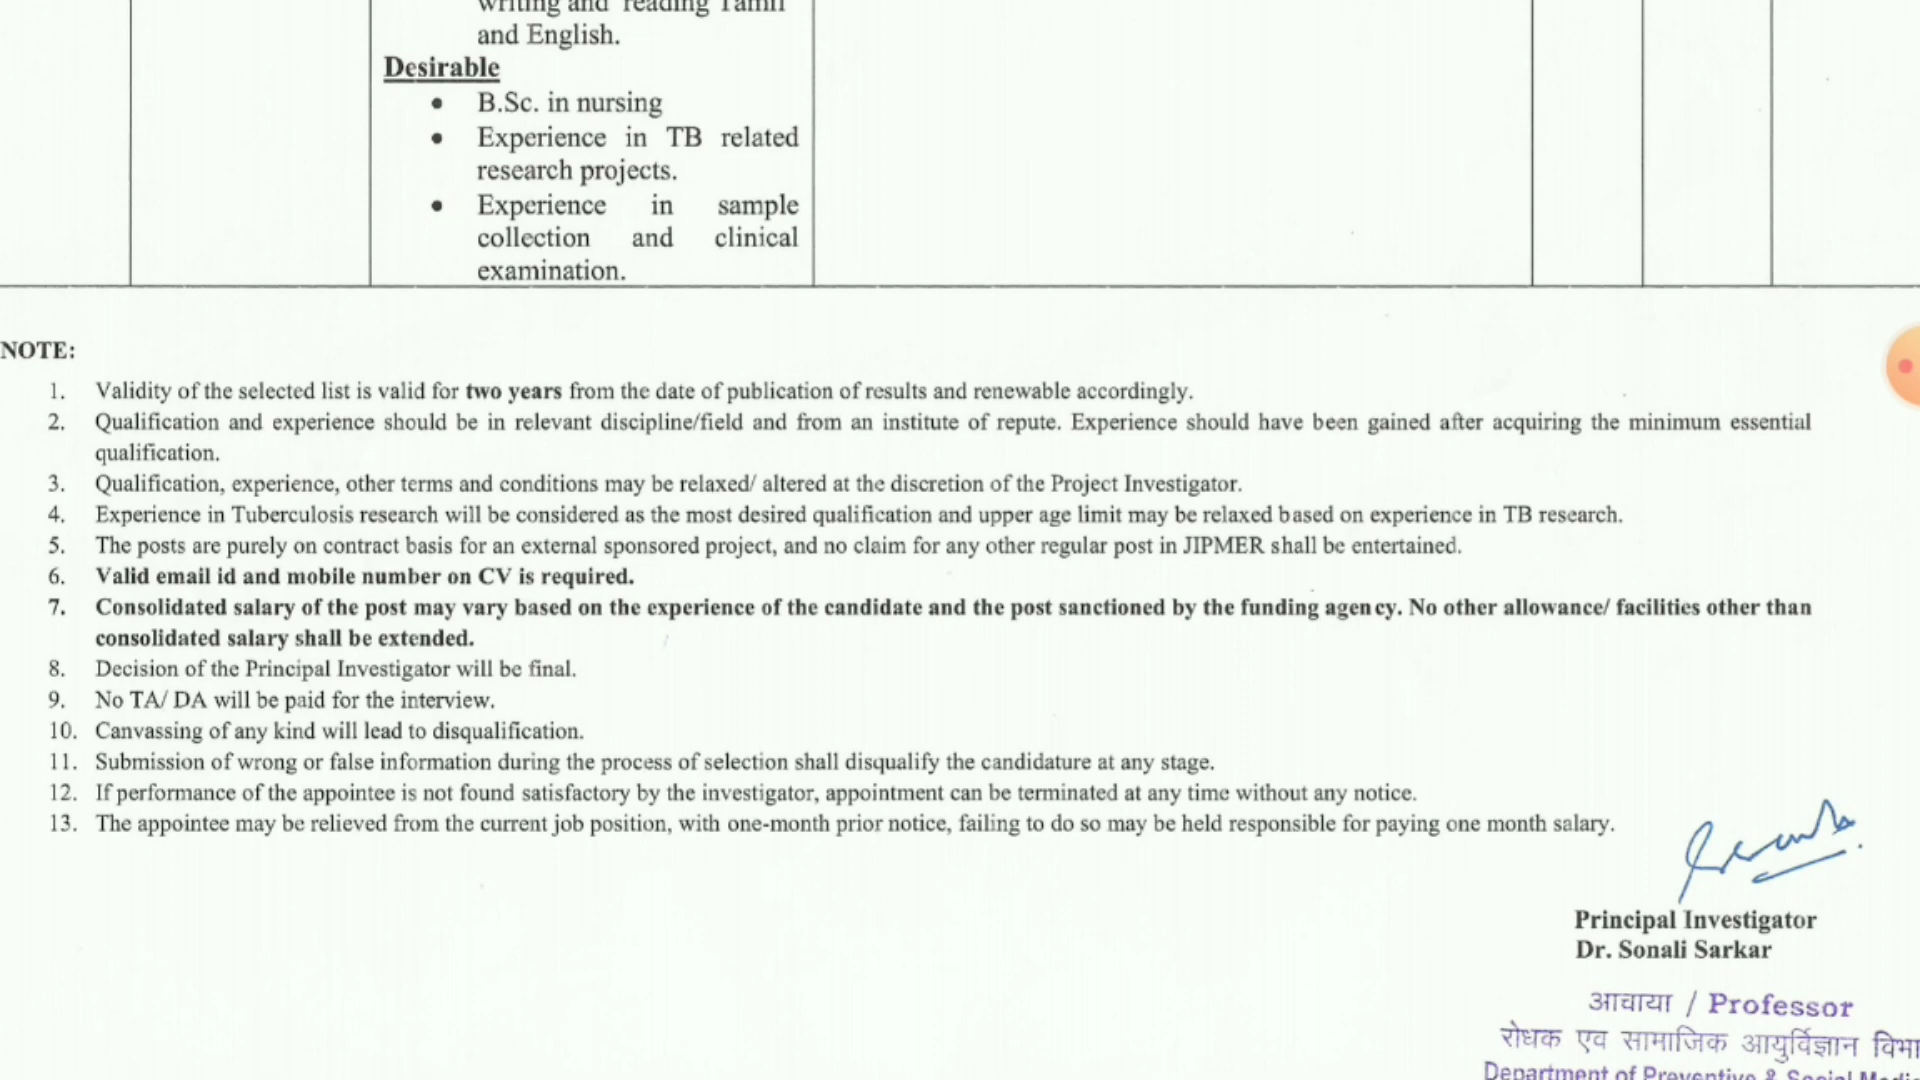 writing and reading Tamil
and English.
Desirable
• B.Sc. in nursing
• Experience in TB related
research projects.
• Experience in sample
collection and clinical
examination.
NOTE:
1. Validity of the selected list is valid for two years from the date of publication of results and renewable accordingly.
2. Qualification and experience should be in relevant discipline/field and from an institute of repute. Experience should have been gained after acquiring the minimum essential
qualification.
3. Qualification, experience, other terms and conditions may be relaxed/ altered at the discretion of the Project Investigator.
4. Experience in Tuberculosis research will be considered as the most desired qualification and upper age limit may be relaxed based on experience in TB research.
5. The posts are purely on contract basis for an external sponsored project, and no claim for any other regular post in JIPMER shall be entertained.
6. Valid email id and mobile number on CV is required.
7. Consolidated salary of the post may vary based on the experience of the candidate and the post sanctioned by the funding agency. No other allowance/ facilities other than
consolidated salary shall be extended.
8. Decision of the Principal Investigator will be final.
9. No TA/ DA will be paid for the interview.
10. Canvassing of any kind will lead to disqualification.
11. Submission of wrong or false information during the process of selection shall disqualify the candidature at any stage.
12. If performance of the appointee is not found satisfactory by the investigator, appointment can be terminated at any time without any notice.
13. The appointee may be relieved from the current job position, with one-month prior notice, failing to do so may be held responsible for paying one month salary.
Principal Investigator
Dr. Sonali Sarkar
आचाया / Professor
रोधक एव सामाजिक आयुर्विज्ञान विभा
Department of Preventive & Social Medic